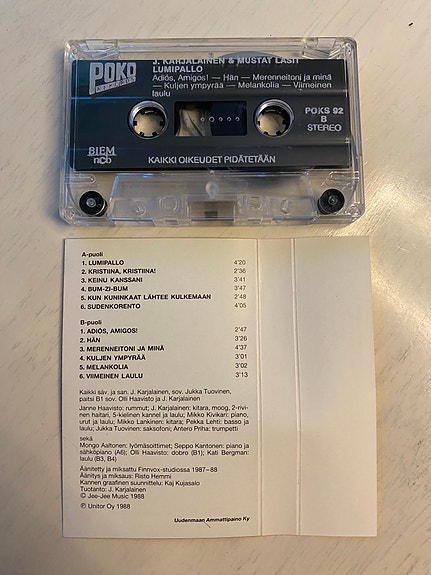 POKO
REKORDS
J. KARJALAINEN & MUSTAT LASIT
LUMIPALLO
Adiós, Amigos! — Hän — Merenneitoni ja minä
— Kuljen ympyrää — Melankolia — Viimeinen
laulu
POKS 92
B
STEREO
BIEM
ncb
KAIKKI OIKEUDET PIDÄTETÄÄN
A-puoli
1. LUMIPALLO 4'20
2. KRISTIINA, KRISTIINA! 2'36
3. KEINU KANSSANI 3'41
4. BUM-ZI-BUM 3'47
5. KUN KUNINKAAT LÄHTEE KULKEMAAN 2'48
6. SUDENKORENTO 4'05
B-puoli
1. ADIÓS, AMIGOS! 2'47
2. HÄN 3'26
3. MERENNEITONI JA MINÄ 4'37
4. KULJEN YMPYRÄÄ 3'01
5. MELANKOLIA 3'02
6. VIIMEINEN LAULU 3'13
Kaikki säv. ja san. J. Karjalainen, sov. Jukka Tuovinen,
paitsi B1 sov. Olli Haavisto ja J. Karjalainen
Janne Haavisto: rummut; J. Karjalainen: kitara, moog, 2-rivi-
nen haitari, 5-kielinen kannel ja laulu; Mikko Kivikari: piano,
urut ja laulu; Mikko Lankinen: kitara; Pekka Lehti: basso ja
laulu; Jukka Tuovinen: saksofoni; Antero Priha: trumpetti
sekä
Mongo Aaltonen: lyömäsoittimet; Seppo Kantonen: piano ja
sähköpiano (A6); Olli Haavisto: dobro (B1); Kati Bergman:
laulu (B3, B4)
Äänitetty ja miksattu Finnvox-studiossa 1987–88
Äänitys ja miksaus: Risto Hemmi
Kannen graafinen suunnittelu: Kaj Kujasalo
Tuotanto: J. Karjalainen
© Jee-Jee Music 1988
℗ Unitor Oy 1988
Uudenmaan Ammattipaino Ky